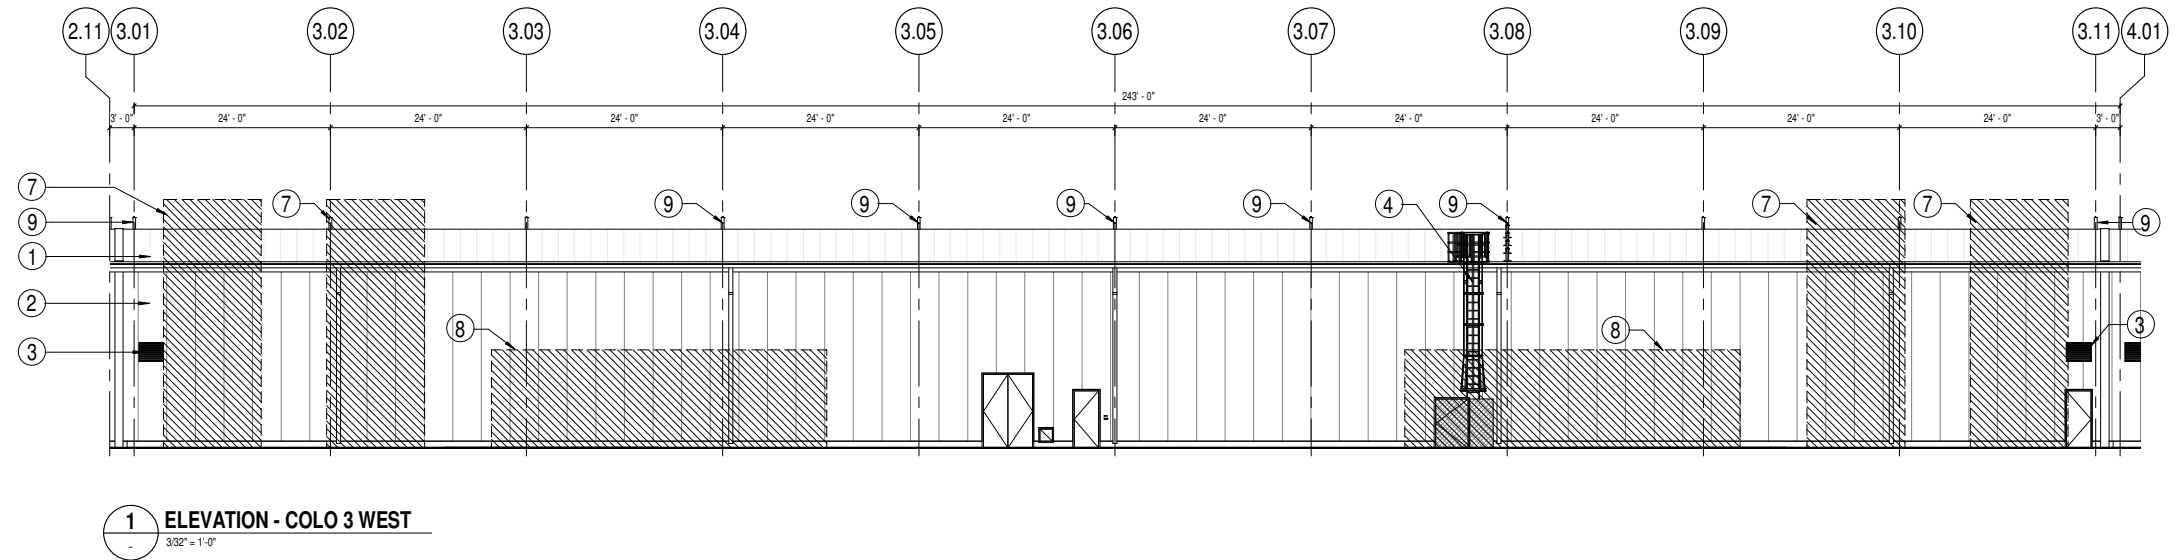 2.11 3.01 3.02 3.03 3.04 3.05 3.06 3.07 3.08 3.09 3.10 3.11 4.01
243' - 0"
3' - 0" 24' - 0" 24' - 0" 24' - 0" 24' - 0" 24' - 0" 24' - 0" 24' - 0" 24' - 0" 24' - 0" 24' - 0" 3' - 0"
7 7 9 9 9 9 4 9 7 7
9 9
1
2
3 8 8 3
1 ELEVATION - COLO 3 WEST
- 3/32" = 1'-0"